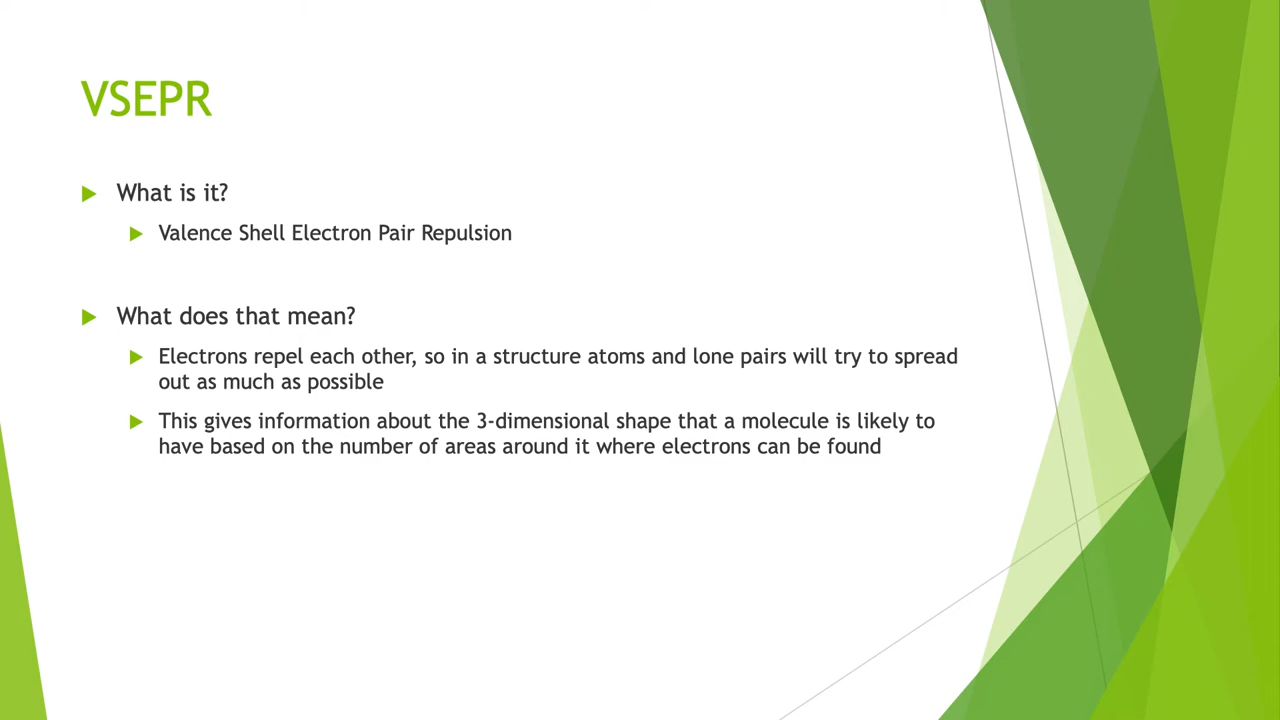 VSEPR
What is it?
Valence Shell Electron Pair Repulsion
What does that mean?
Electrons repel each other, so in a structure atoms and lone pairs will try to spread
out as much as possible
This gives information about the 3-dimensional shape that a molecule is likely to
have based on the number of areas around it where electrons can be found